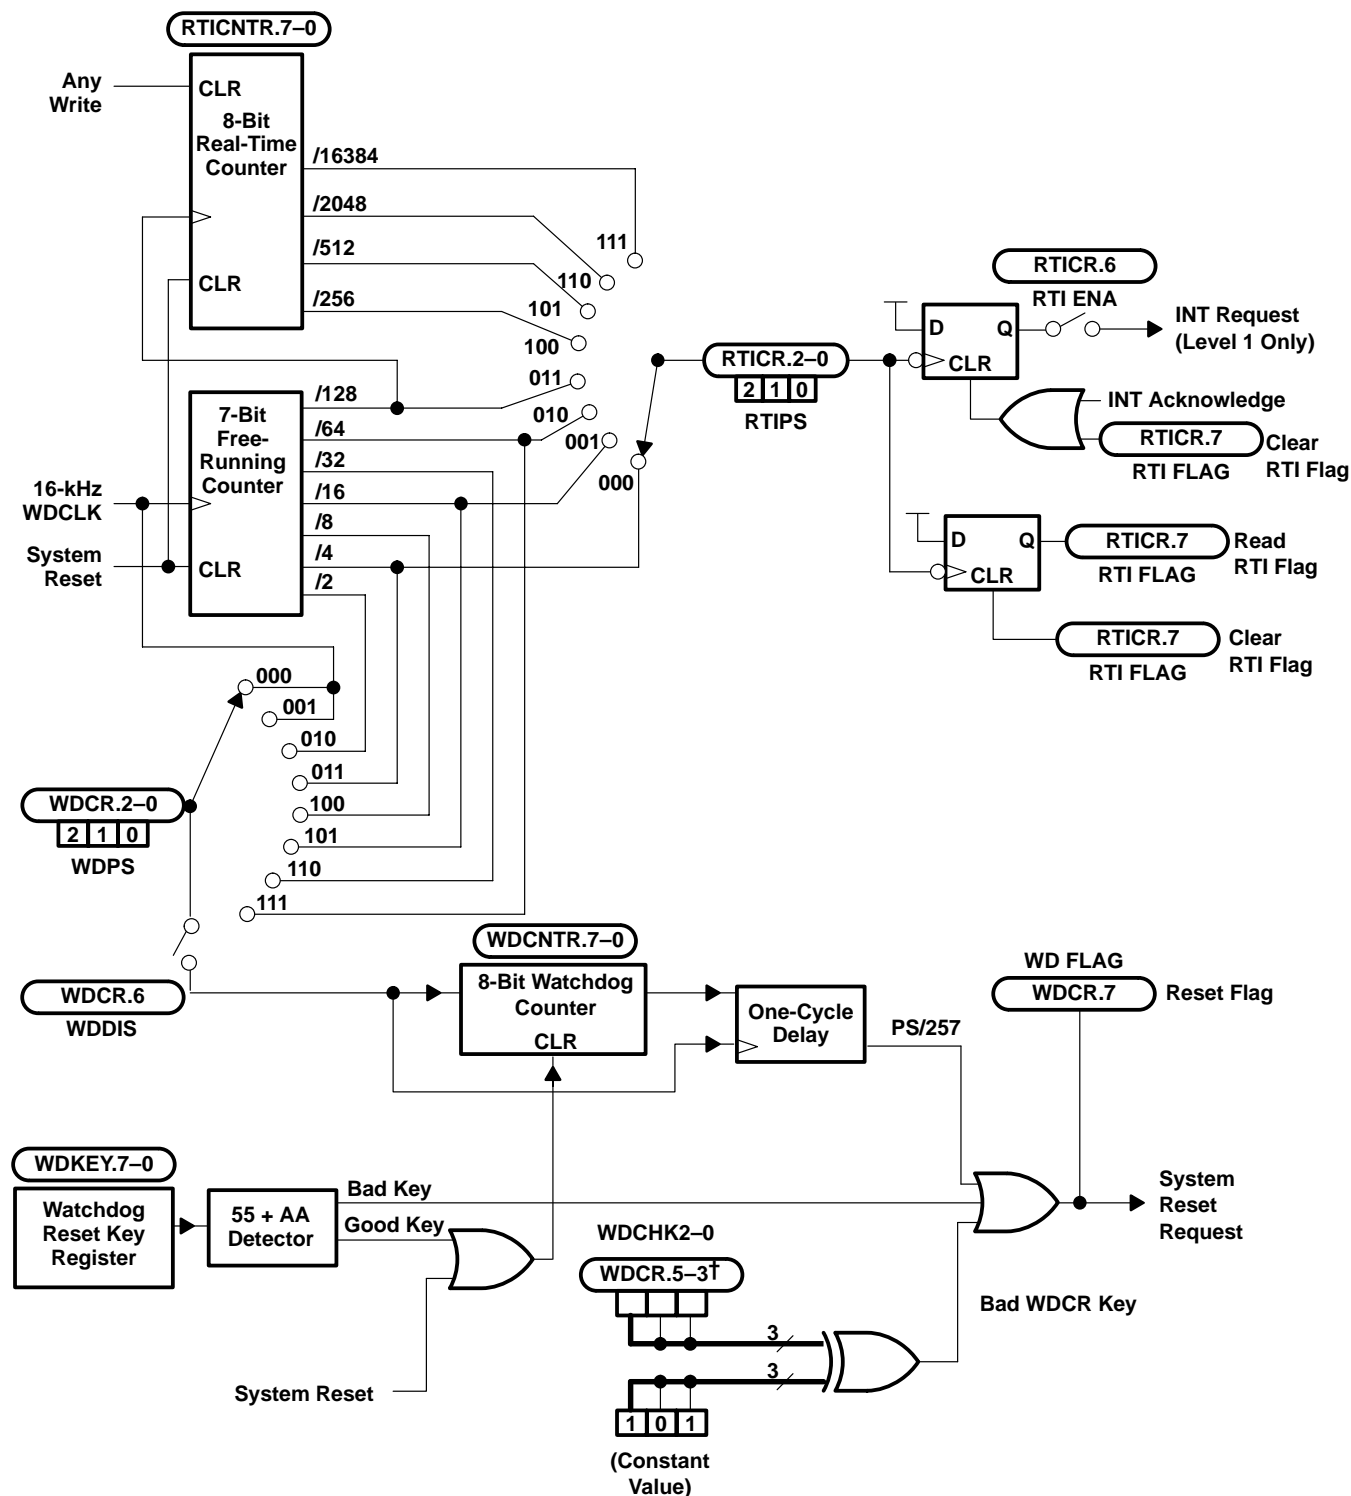 RTICNTR.7–0
Any
Write
CLR
8-Bit
Real-Time
Counter
CLR
/16384
/2048
/512
/256
111
110
101
100
011
010
001
000
7-Bit
Free-
Running
Counter
CLR
/128
/64
/32
/16
/8
/4
/2
16-kHz
WDCLK
System
Reset
RTICR.2–0
2 1 0
RTIPS
RTICR.6
RTI ENA
D Q
CLR
INT Request
(Level 1 Only)
INT Acknowledge
RTICR.7
RTI FLAG
Clear
RTI Flag
D Q
CLR
RTICR.7
RTI FLAG
Read
RTI Flag
RTICR.7
RTI FLAG
Clear
RTI Flag
000
001
010
011
100
101
110
111
WDCR.2–0
2 1 0
WDPS
WDCR.6
WDDIS
WDCNTR.7–0
8-Bit Watchdog
Counter
CLR
One-Cycle
Delay
PS/257
WD FLAG
WDCR.7
Reset Flag
WDKEY.7–0
Watchdog
Reset Key
Register
55 + AA
Detector
Bad Key
Good Key
System Reset
WDCHK2–0
WDCR.5–3†
3
3
1 0 1
(Constant
Value)
Bad WDCR Key
System
Reset
Request